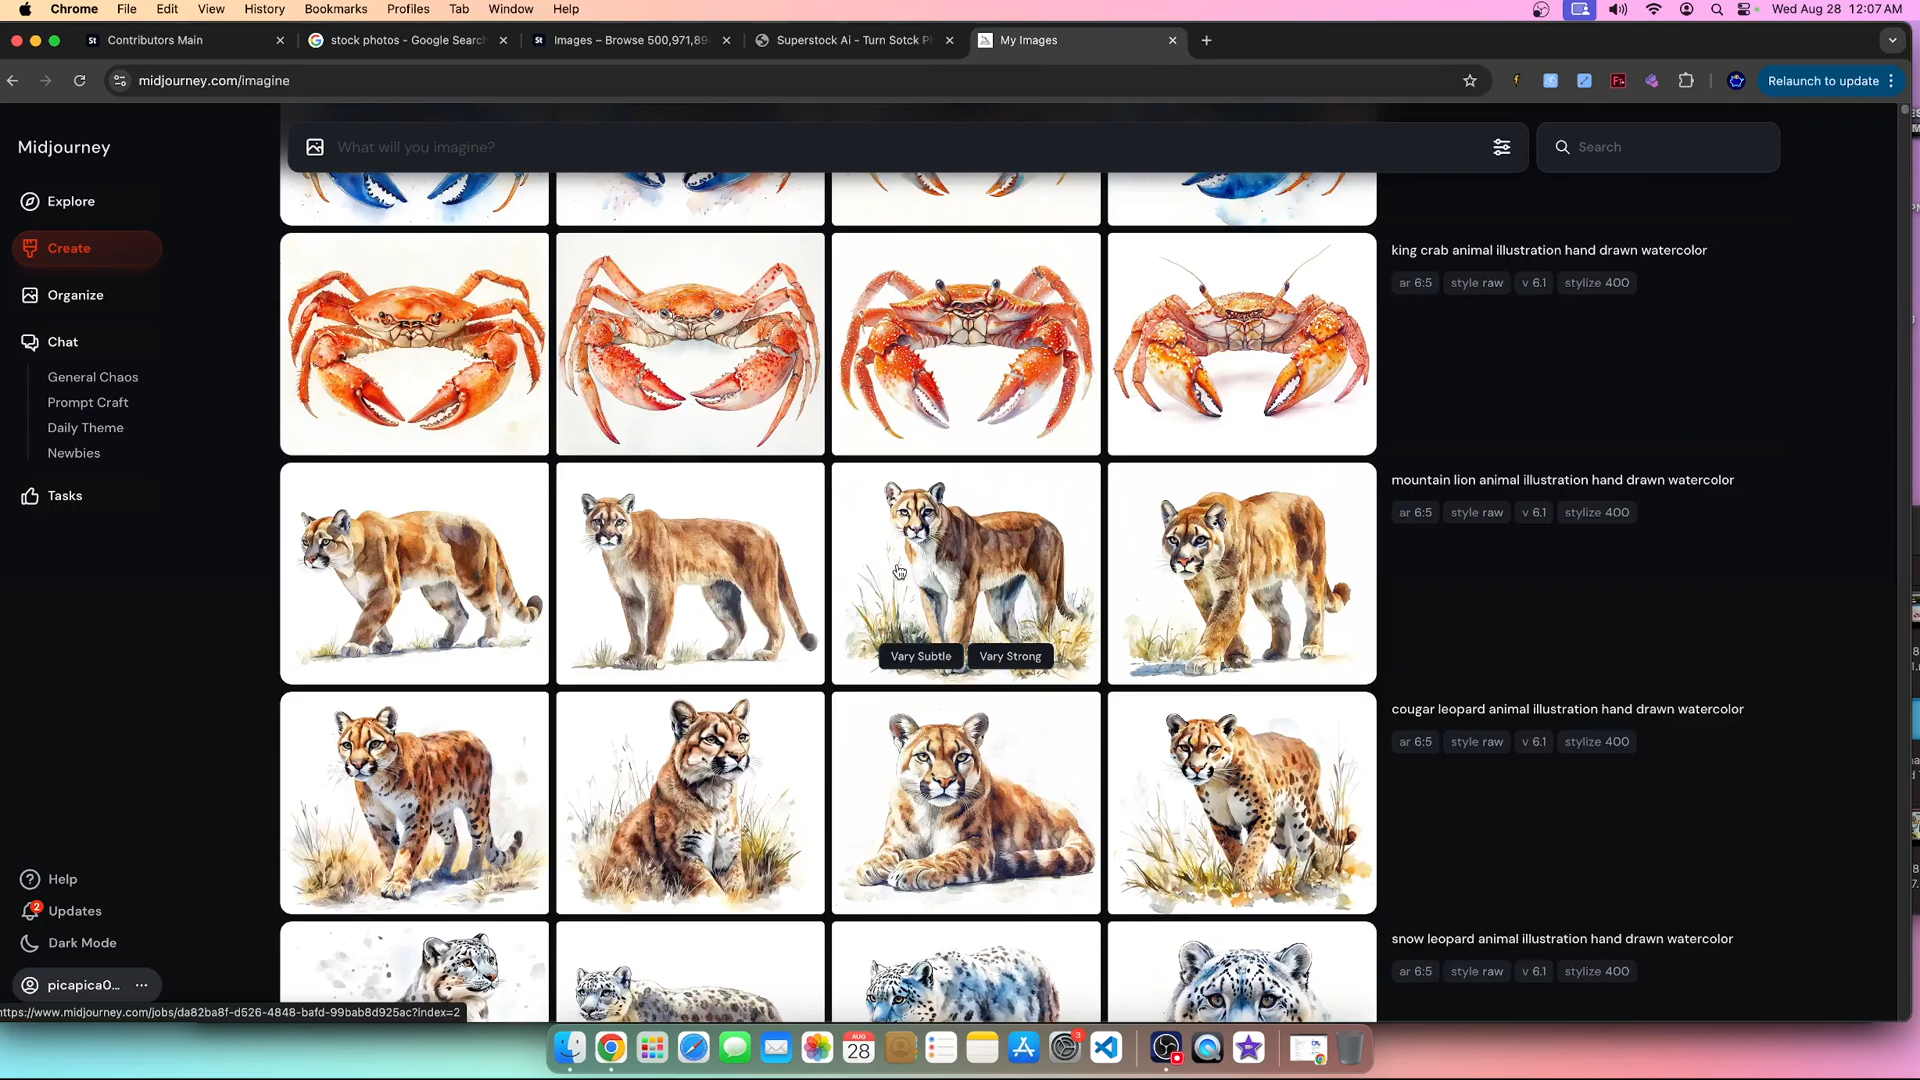 Chrome File Edit View History Bookmarks Profiles Tab Window Help
Wed Aug 28 12:07 AM
Contributors Main
stock photos - Google Search
Images – Browse 500,971,89
Superstock Ai - Turn Sotck Ph
My Images
midjourney.com/imagine
Relaunch to update
Midjourney
What will you imagine?
Search
Explore
Create
Organize
Chat
General Chaos
Prompt Craft
Daily Theme
Newbies
Tasks
king crab animal illustration hand drawn watercolor
ar 6:5 style raw v 6.1 stylize 400
mountain lion animal illustration hand drawn watercolor
ar 6:5 style raw v 6.1 stylize 400
Vary Subtle Vary Strong
cougar leopard animal illustration hand drawn watercolor
ar 6:5 style raw v 6.1 stylize 400
snow leopard animal illustration hand drawn watercolor
ar 6:5 style raw v 6.1 stylize 400
Help
2
Updates
Dark Mode
picapica0...
https://www.midjourney.com/jobs/da82ba8f-d526-4848-bafd-99bab8d925ac?index=2
AUG
28
3